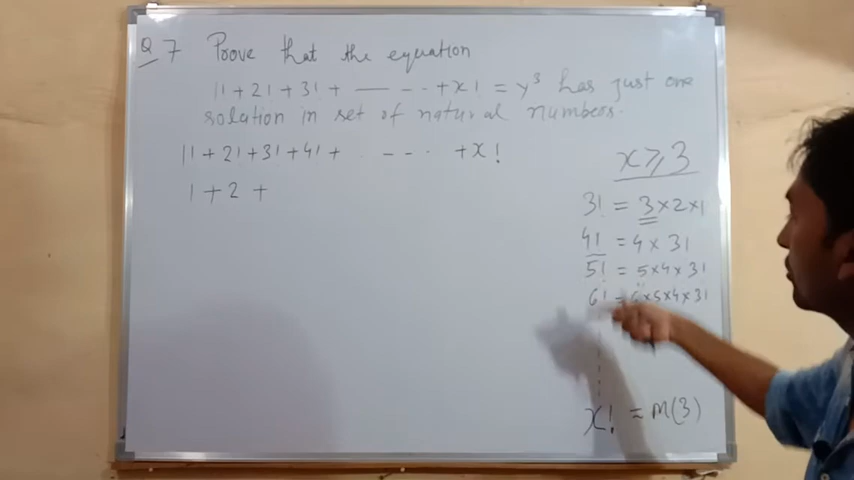 Q 7 Prove that the equation
1! + 2! + 3! + — - - - + x! = y³ has just one
solution in set of natural numbers.
1! + 2! + 3! + 4! + - - - - + x!
1 + 2 +
x ≥ 3
3! = 3 × 2 × 1
4! = 4 × 3!
5! = 5 × 4 × 3!
6! = 6 × 5 × 4 × 3!
x! = M(3)